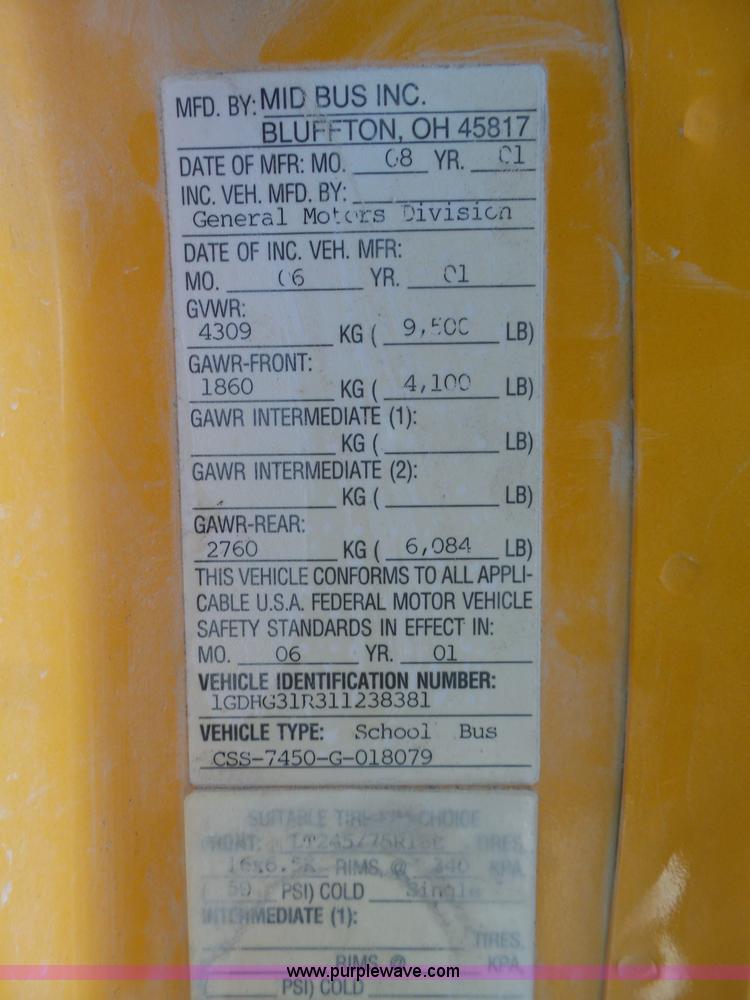 MFD. BY: MID BUS INC.
BLUFFTON, OH 45817
DATE OF MFR: MO. 08 YR. 01
INC. VEH. MFD. BY:
General Motors Division
DATE OF INC. VEH. MFR:
MO. 06 YR. 01
GVWR:
4309 KG ( 9,500 LB)
GAWR-FRONT:
1860 KG ( 4,100 LB)
GAWR INTERMEDIATE (1):
KG ( LB)
GAWR INTERMEDIATE (2):
KG ( LB)
GAWR-REAR:
2760 KG ( 6,084 LB)
THIS VEHICLE CONFORMS TO ALL APPLI-
CABLE U.S.A. FEDERAL MOTOR VEHICLE
SAFETY STANDARDS IN EFFECT IN:
MO. 06 YR. 01
VEHICLE IDENTIFICATION NUMBER:
1GDHG31R311238381
VEHICLE TYPE: School Bus
CSS-7450-G-018079
SUITABLE CHOICE
FRONT: TIRES,
RIMS, @ 340 KPA
( 50 PSI) COLD Single
INTERMEDIATE (1):
TIRES,
RIMS, @ KPA,
PSI) COLD
www.purplewave.com